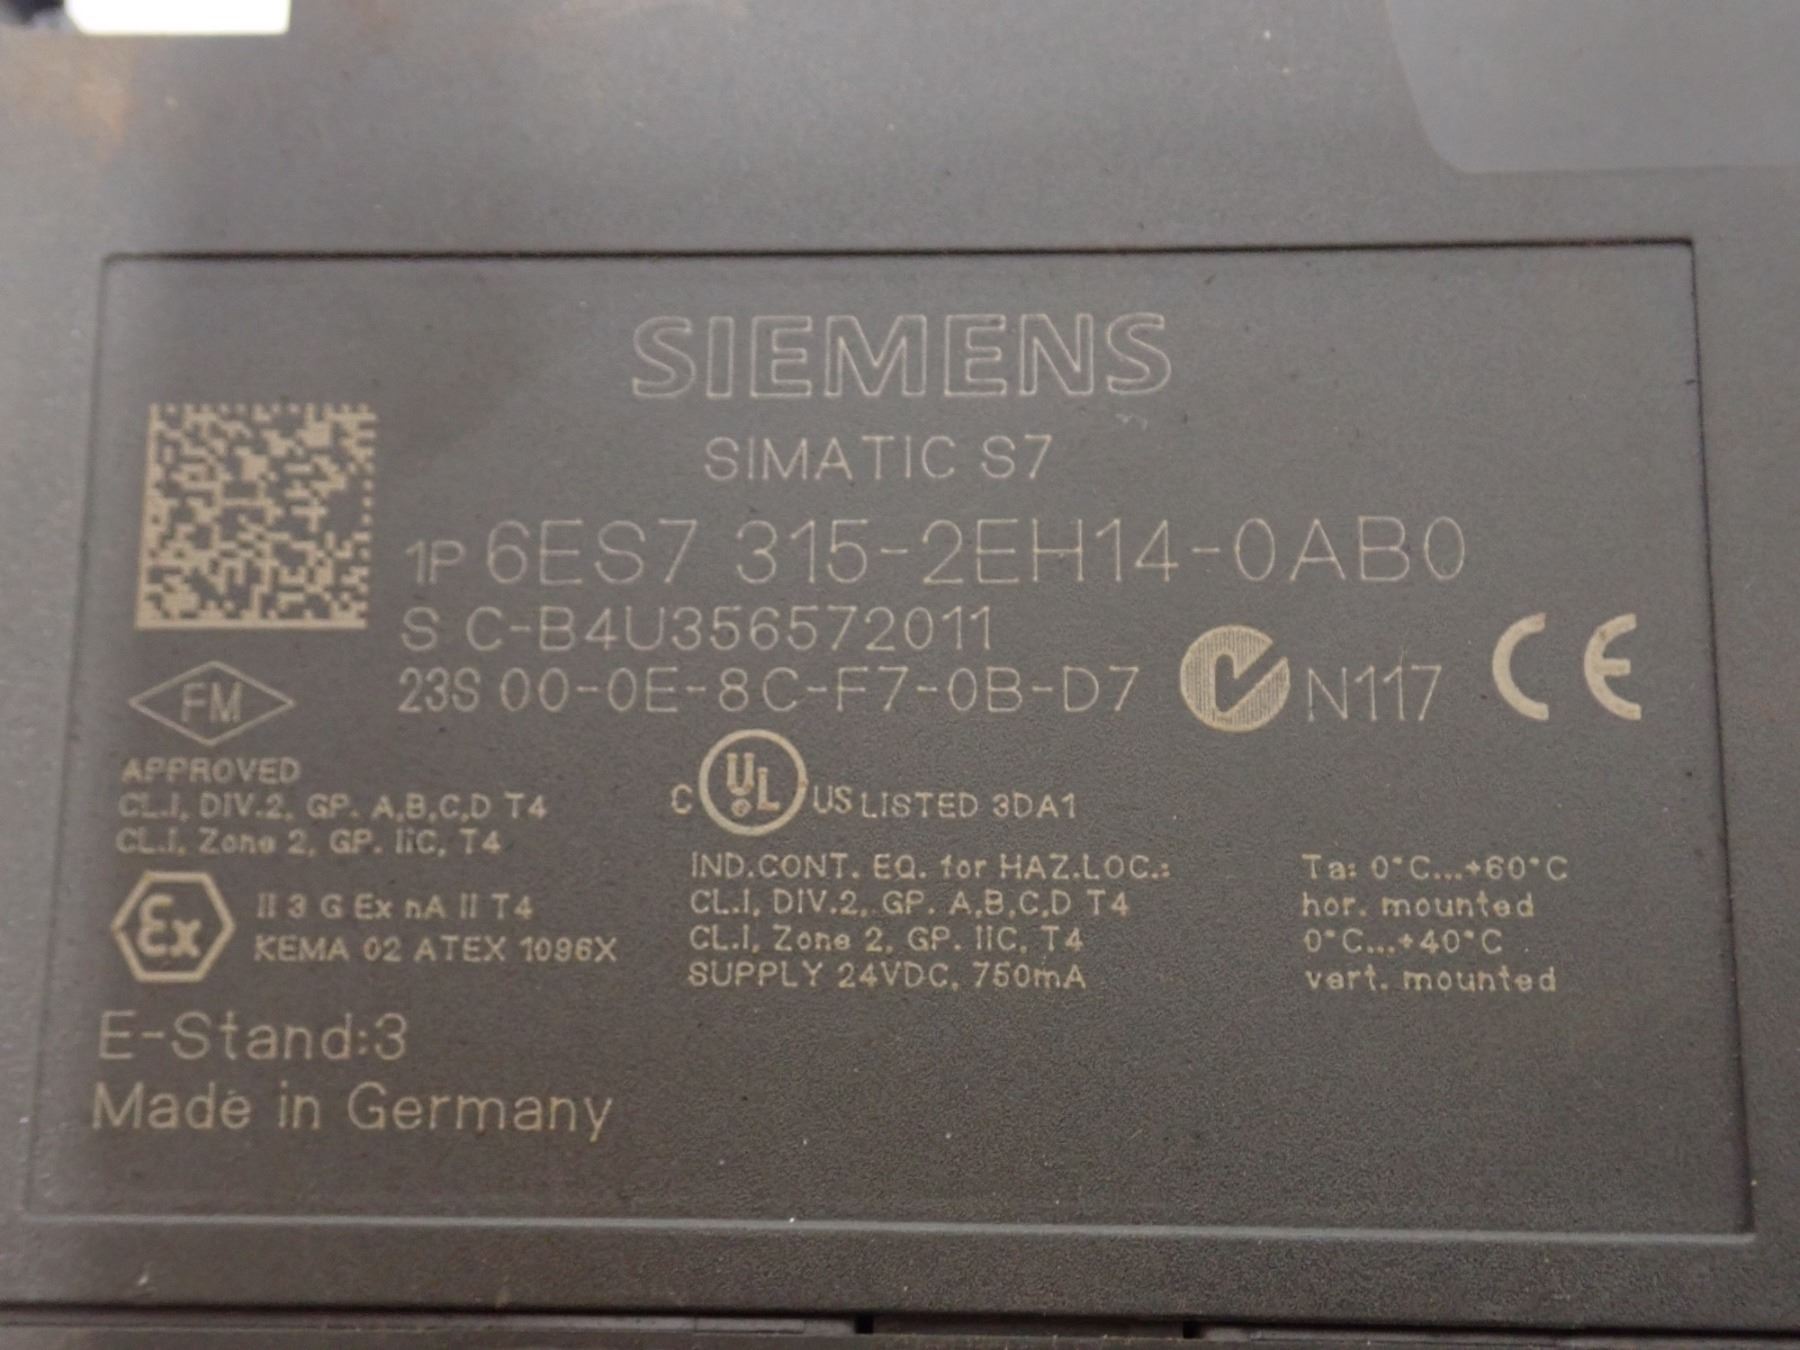 SIEMENS
SIMATIC S7
1P 6ES7 315-2EH14-0AB0
S C-B4U356572011
23S 00-0E-8C-F7-0B-D7
N117
CE
FM
APPROVED
CL.I, DIV.2, GP. A,B,C,D T4
CL.I, Zone 2, GP. IIC, T4
C UL US LISTED 3DA1
IND.CONT. EQ. for HAZ.LOC.:
CL.I, DIV.2, GP. A,B,C,D T4
CL.I, Zone 2, GP. IIC, T4
SUPPLY 24VDC, 750mA
Ta: 0°C...+60°C
hor. mounted
0°C...+40°C
vert. mounted
Ex
II 3 G Ex nA II T4
KEMA 02 ATEX 1096X
E-Stand:3
Made in Germany